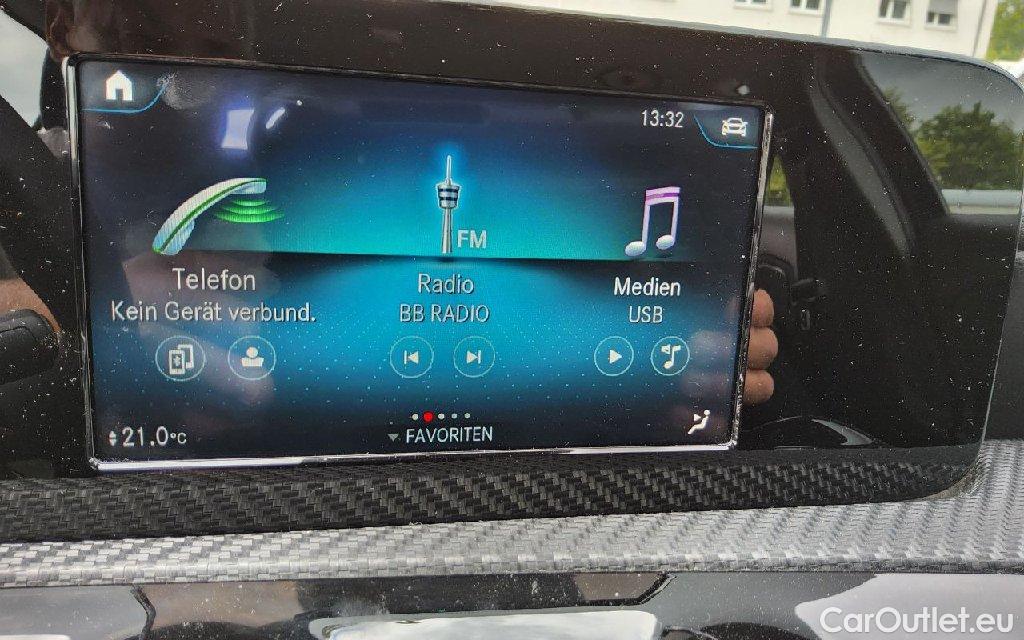 13:32
FM
Telefon
Kein Gerät verbund.
Radio
BB RADIO
Medien
USB
21.0°C
FAVORITEN
CarOutlet.eu